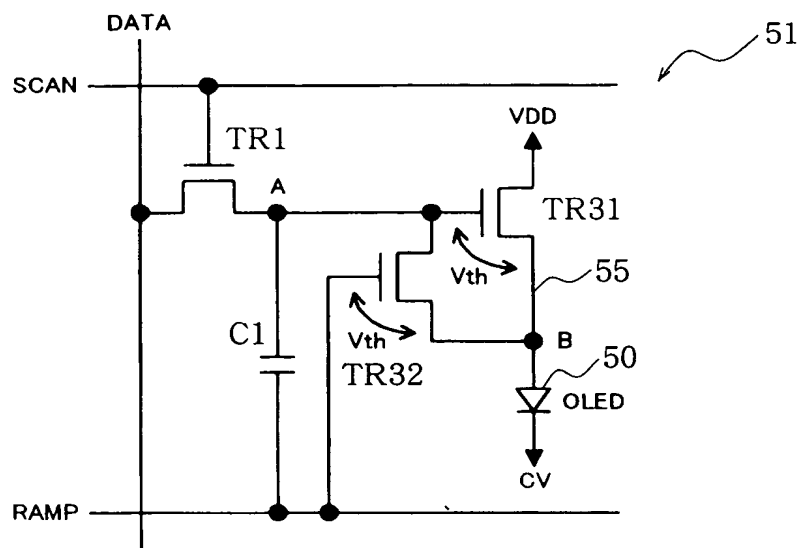 DATA
51
SCAN
VDD
TR1
A
TR31
Vth
55
C1
Vth
B
TR32
50
OLED
CV
RAMP